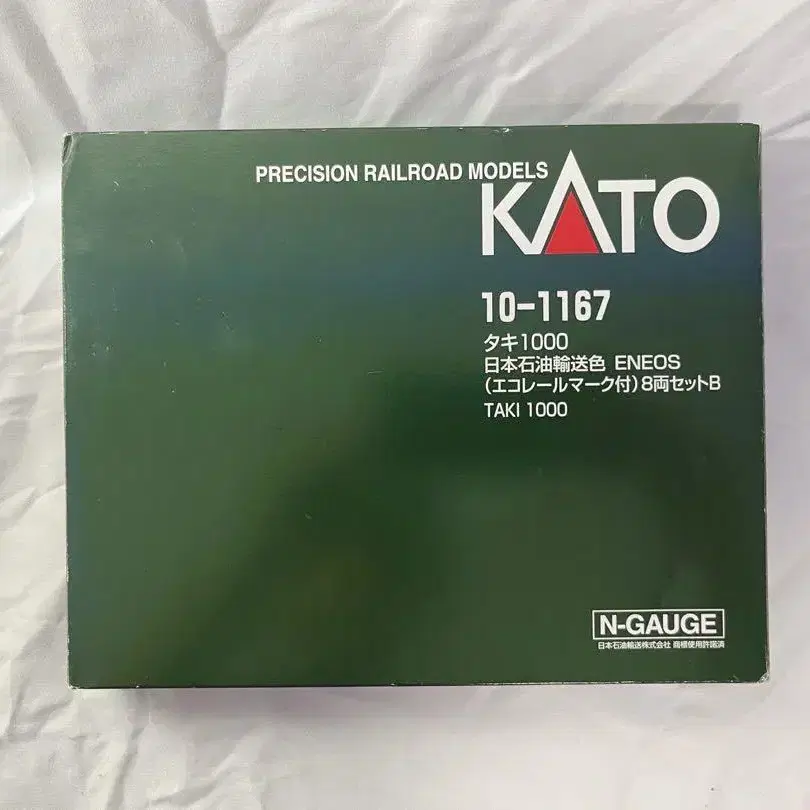 PRECISION RAILROAD MODELS
KATO
10-1167
タキ1000
日本石油輸送色 ENEOS
(エコレールマーク付)8両セットB
TAKI 1000
N-GAUGE
日本石油輸送株式会社 商標使用許諾済